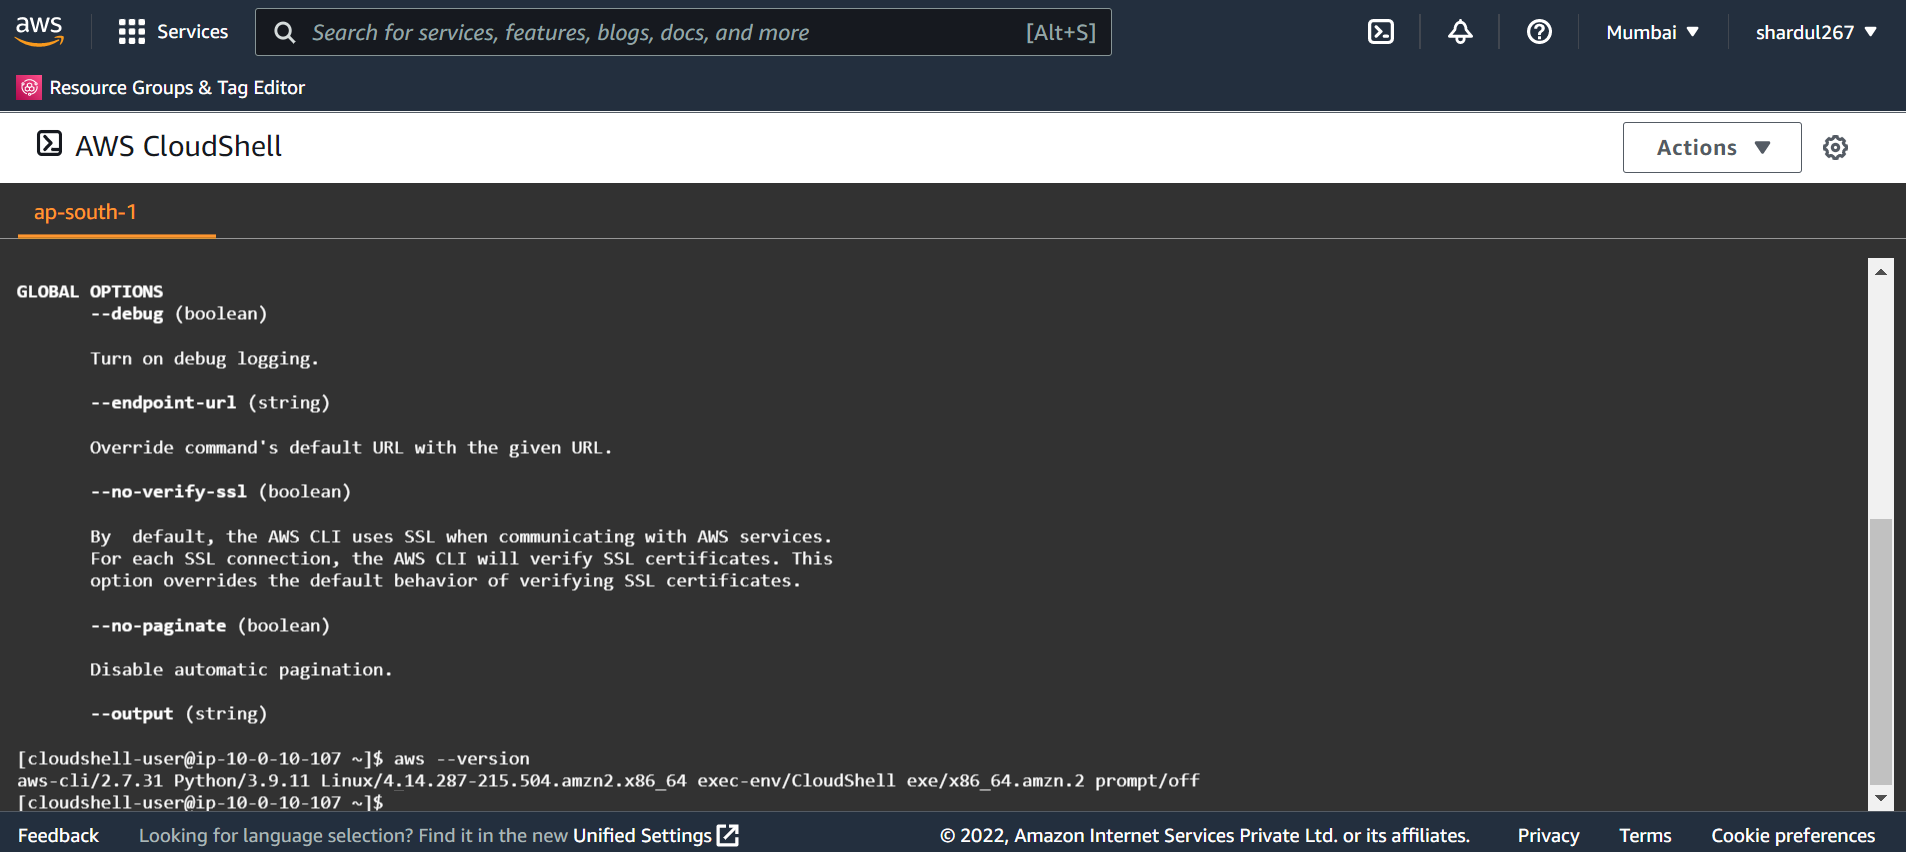 aws
Services
Search for services, features, blogs, docs, and more [Alt+S]
Mumbai ▼
shardul267 ▼
Resource Groups & Tag Editor
AWS CloudShell
Actions ▼
ap-south-1
GLOBAL OPTIONS
--debug (boolean)
Turn on debug logging.
--endpoint-url (string)
Override command's default URL with the given URL.
--no-verify-ssl (boolean)
By  default, the AWS CLI uses SSL when communicating with AWS services.
For each SSL connection, the AWS CLI will verify SSL certificates. This
option overrides the default behavior of verifying SSL certificates.
--no-paginate (boolean)
Disable automatic pagination.
--output (string)
[cloudshell-user@ip-10-0-10-107 ~]$ aws --version
aws-cli/2.7.31 Python/3.9.11 Linux/4.14.287-215.504.amzn2.x86_64 exec-env/CloudShell exe/x86_64.amzn.2 prompt/off
[cloudshell-user@ip-10-0-10-107 ~]$
Feedback Looking for language selection? Find it in the new Unified Settings © 2022, Amazon Internet Services Private Ltd. or its affiliates. Privacy Terms Cookie preferences